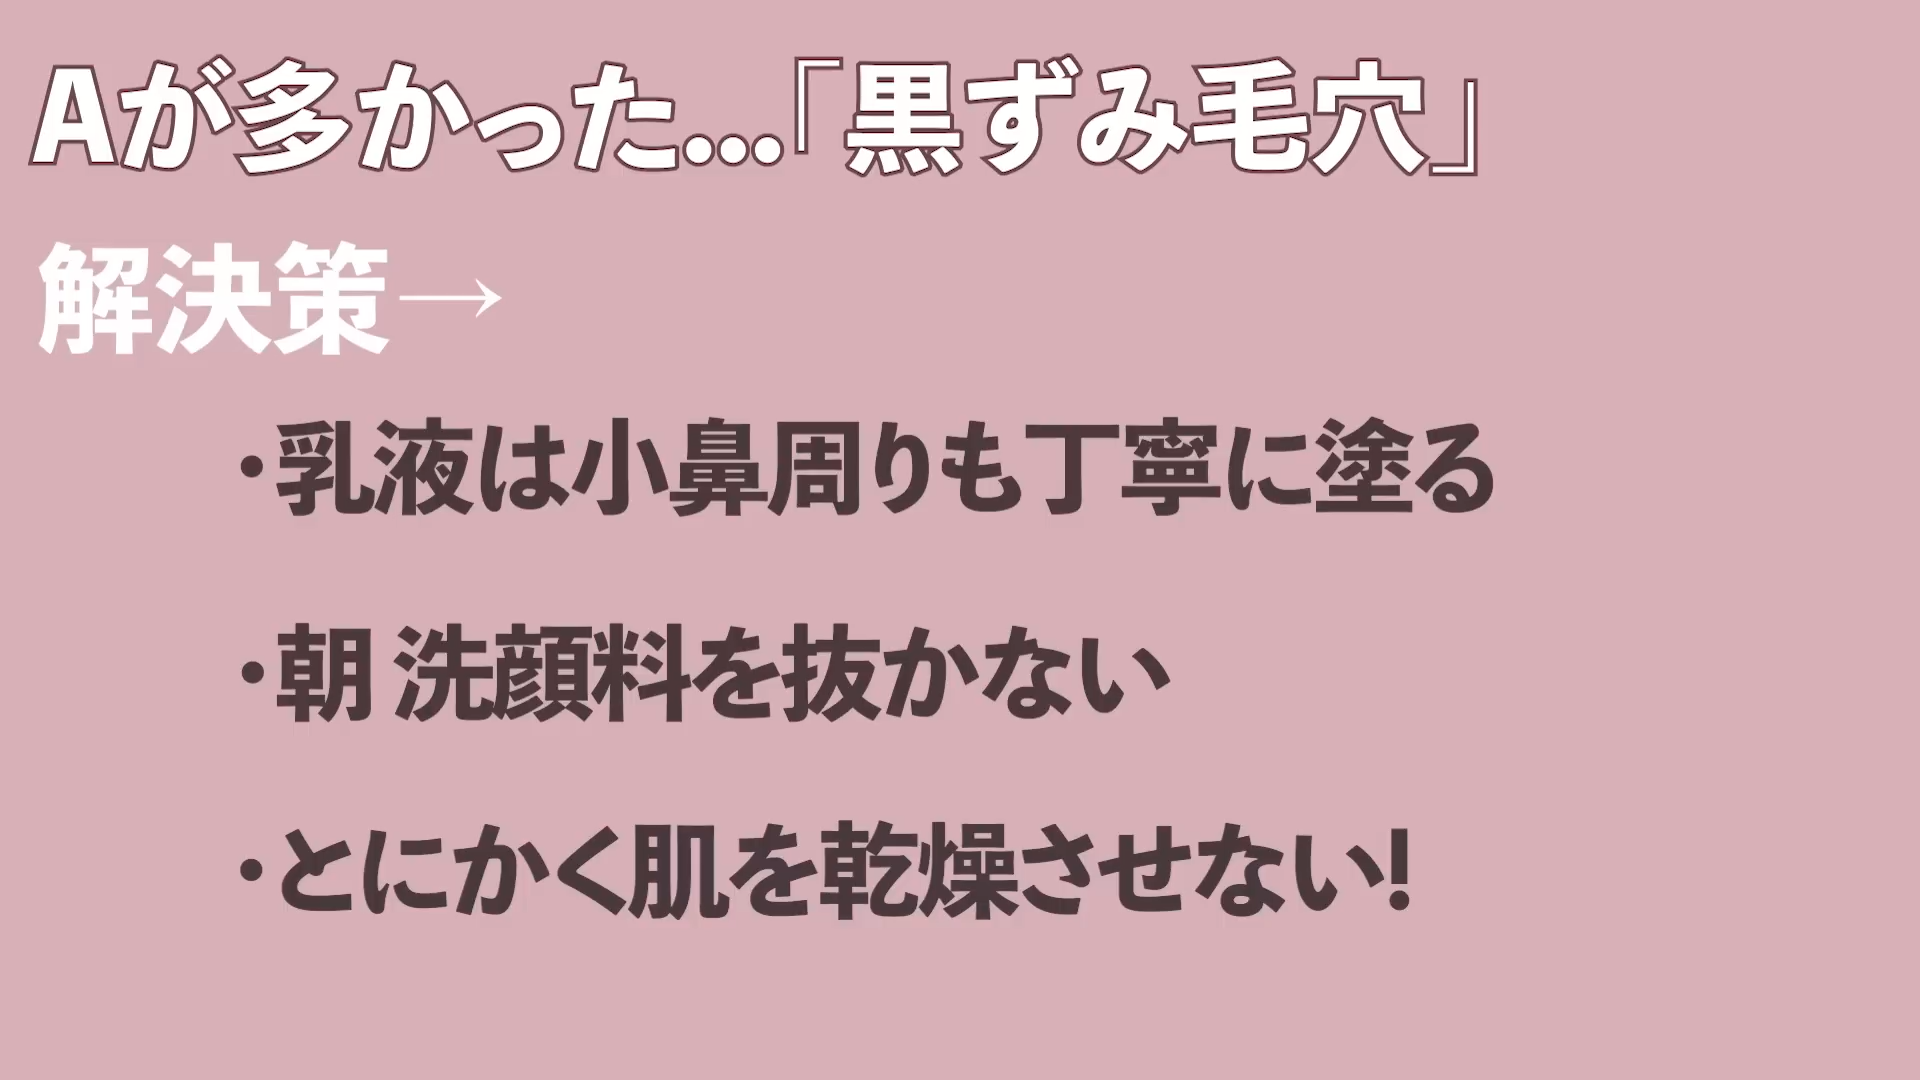 Aが多かった...「黒ずみ毛穴」
解決策→
・乳液は小鼻周りも丁寧に塗る
・朝 洗顔料を抜かない
・とにかく肌を乾燥させない!